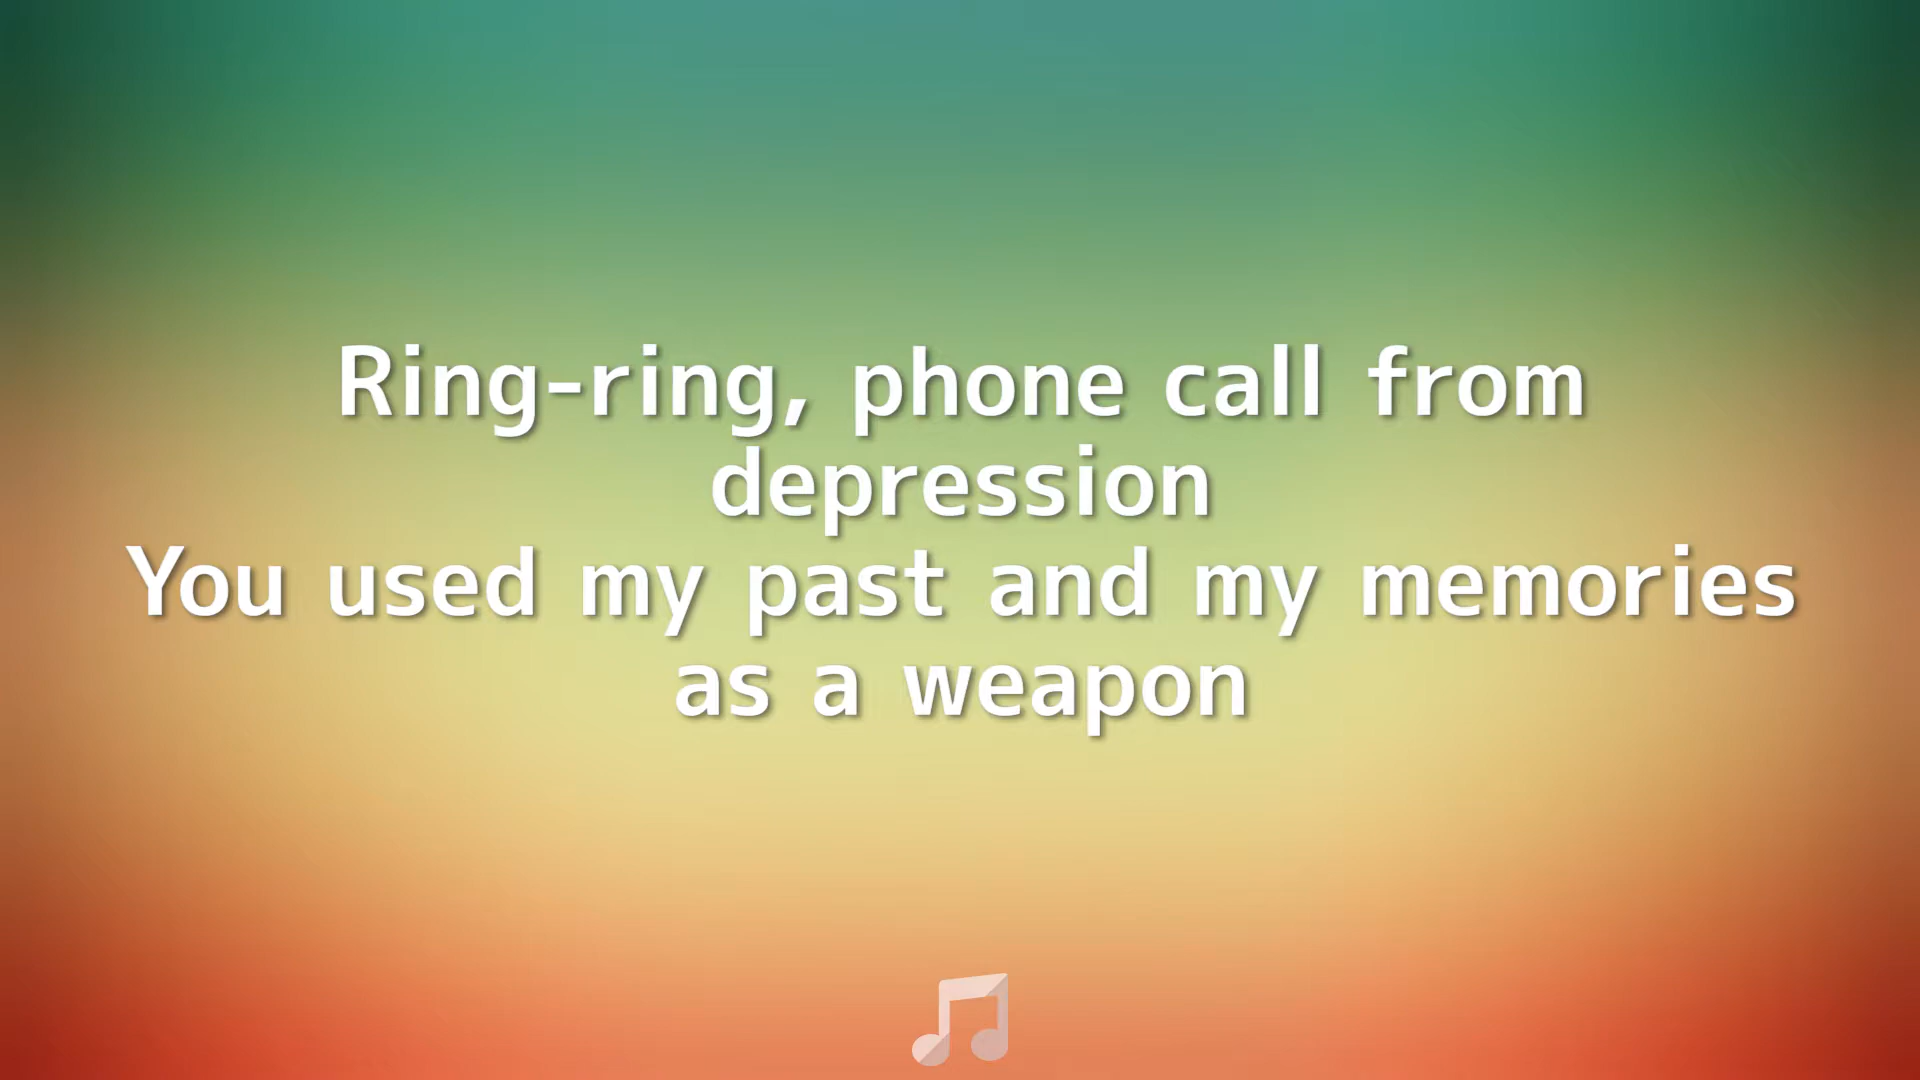 Ring-ring, phone call from
depression
You used my past and my memories
as a weapon